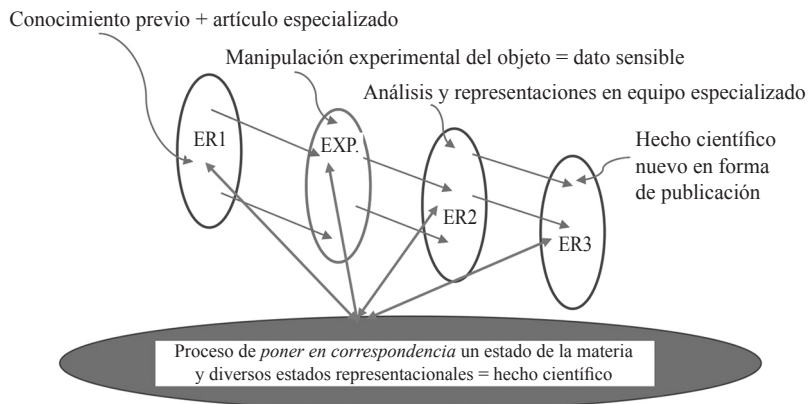 Conocimiento previo + artículo especializado
Manipulación experimental del objeto = dato sensible
Análisis y representaciones en equipo especializado
Hecho científico
nuevo en forma
de publicación
ER1
EXP.
ER2
ER3
Proceso de poner en correspondencia un estado de la materia
y diversos estados representacionales = hecho científico